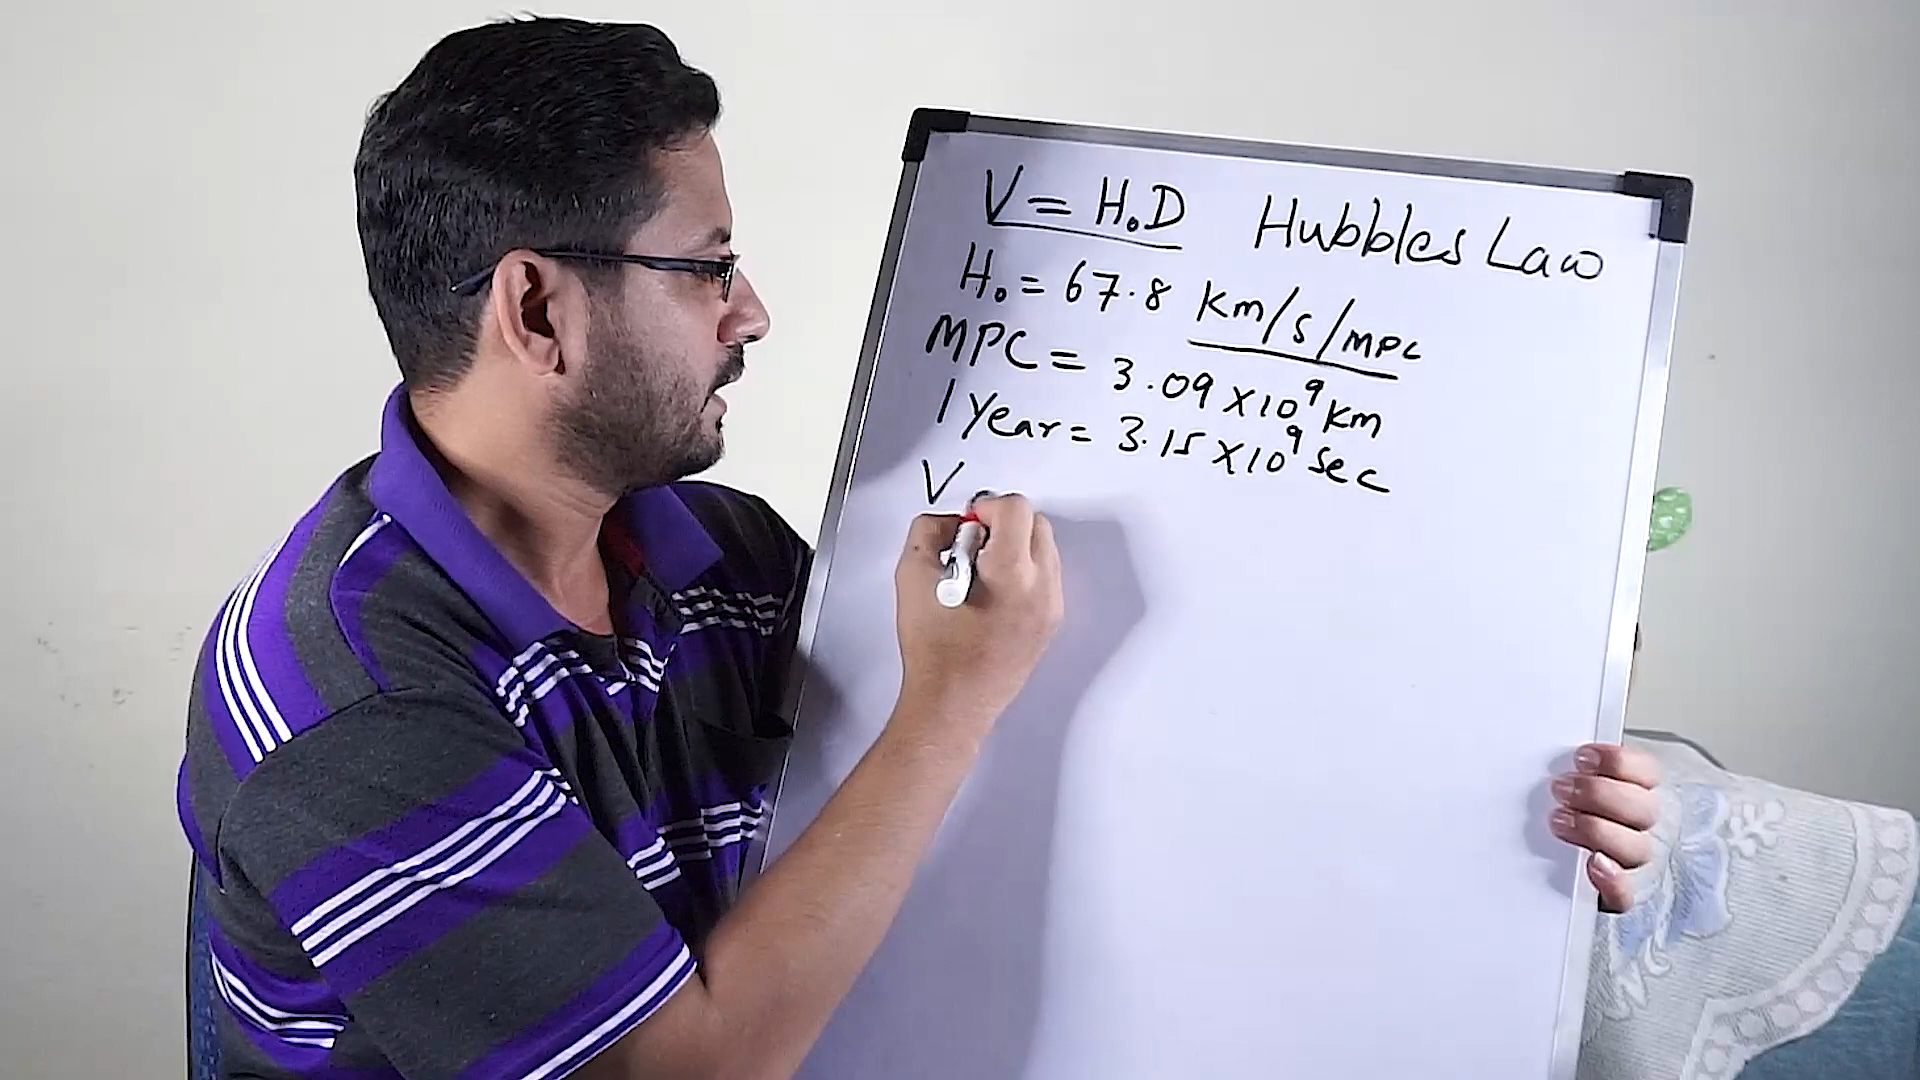 V = H₀D Hubbles Law
H₀ = 67.8 Km/s/MPC
MPC = 3.09 X10⁹ Km
1 Year = 3.15 X10⁹ Sec
V